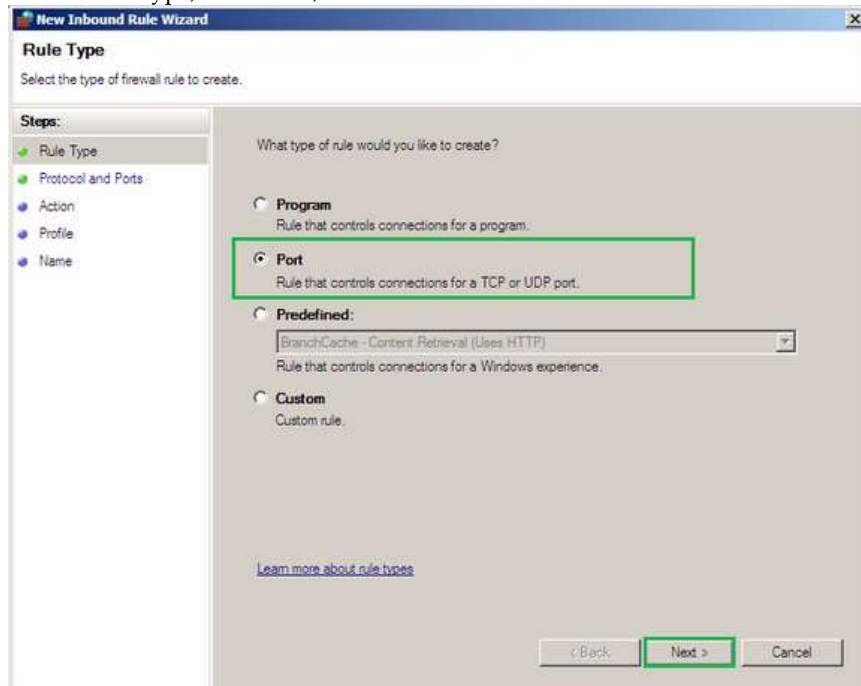 New Inbound Rule Wizard
Rule Type
Select the type of firewall rule to create.
Steps:
Rule Type
Protocol and Ports
Action
Profile
Name
What type of rule would you like to create?
Program
Rule that controls connections for a program.
Port
Rule that controls connections for a TCP or UDP port.
Predefined:
BranchCache - Content Retrieval (Uses HTTP)
Rule that controls connections for a Windows experience.
Custom
Custom rule.
Learn more about rule types
< Back
Next >
Cancel